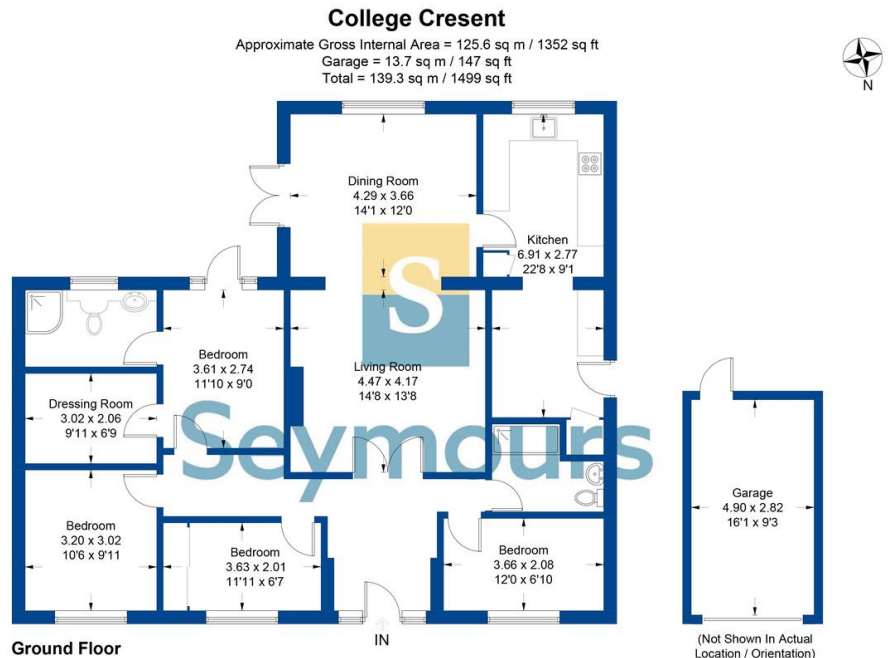 College Cresent
Approximate Gross Internal Area = 125.6 sq m / 1352 sq ft
Garage = 13.7 sq m / 147 sq ft
Total = 139.3 sq m / 1499 sq ft
N
Dining Room
4.29 x 3.66
14'1 x 12'0
Kitchen
6.91 x 2.77
22'8 x 9'1
S
Bedroom
3.61 x 2.74
11'10 x 9'0
Living Room
4.47 x 4.17
14'8 x 13'8
Dressing Room
3.02 x 2.06
9'11 x 6'9
Seymours
Garage
4.90 x 2.82
16'1 x 9'3
Bedroom
3.20 x 3.02
10'6 x 9'11
Bedroom
3.63 x 2.01
11'11 x 6'7
Bedroom
3.66 x 2.08
12'0 x 6'10
IN
Ground Floor
(Not Shown In Actual
Location / Orientation)